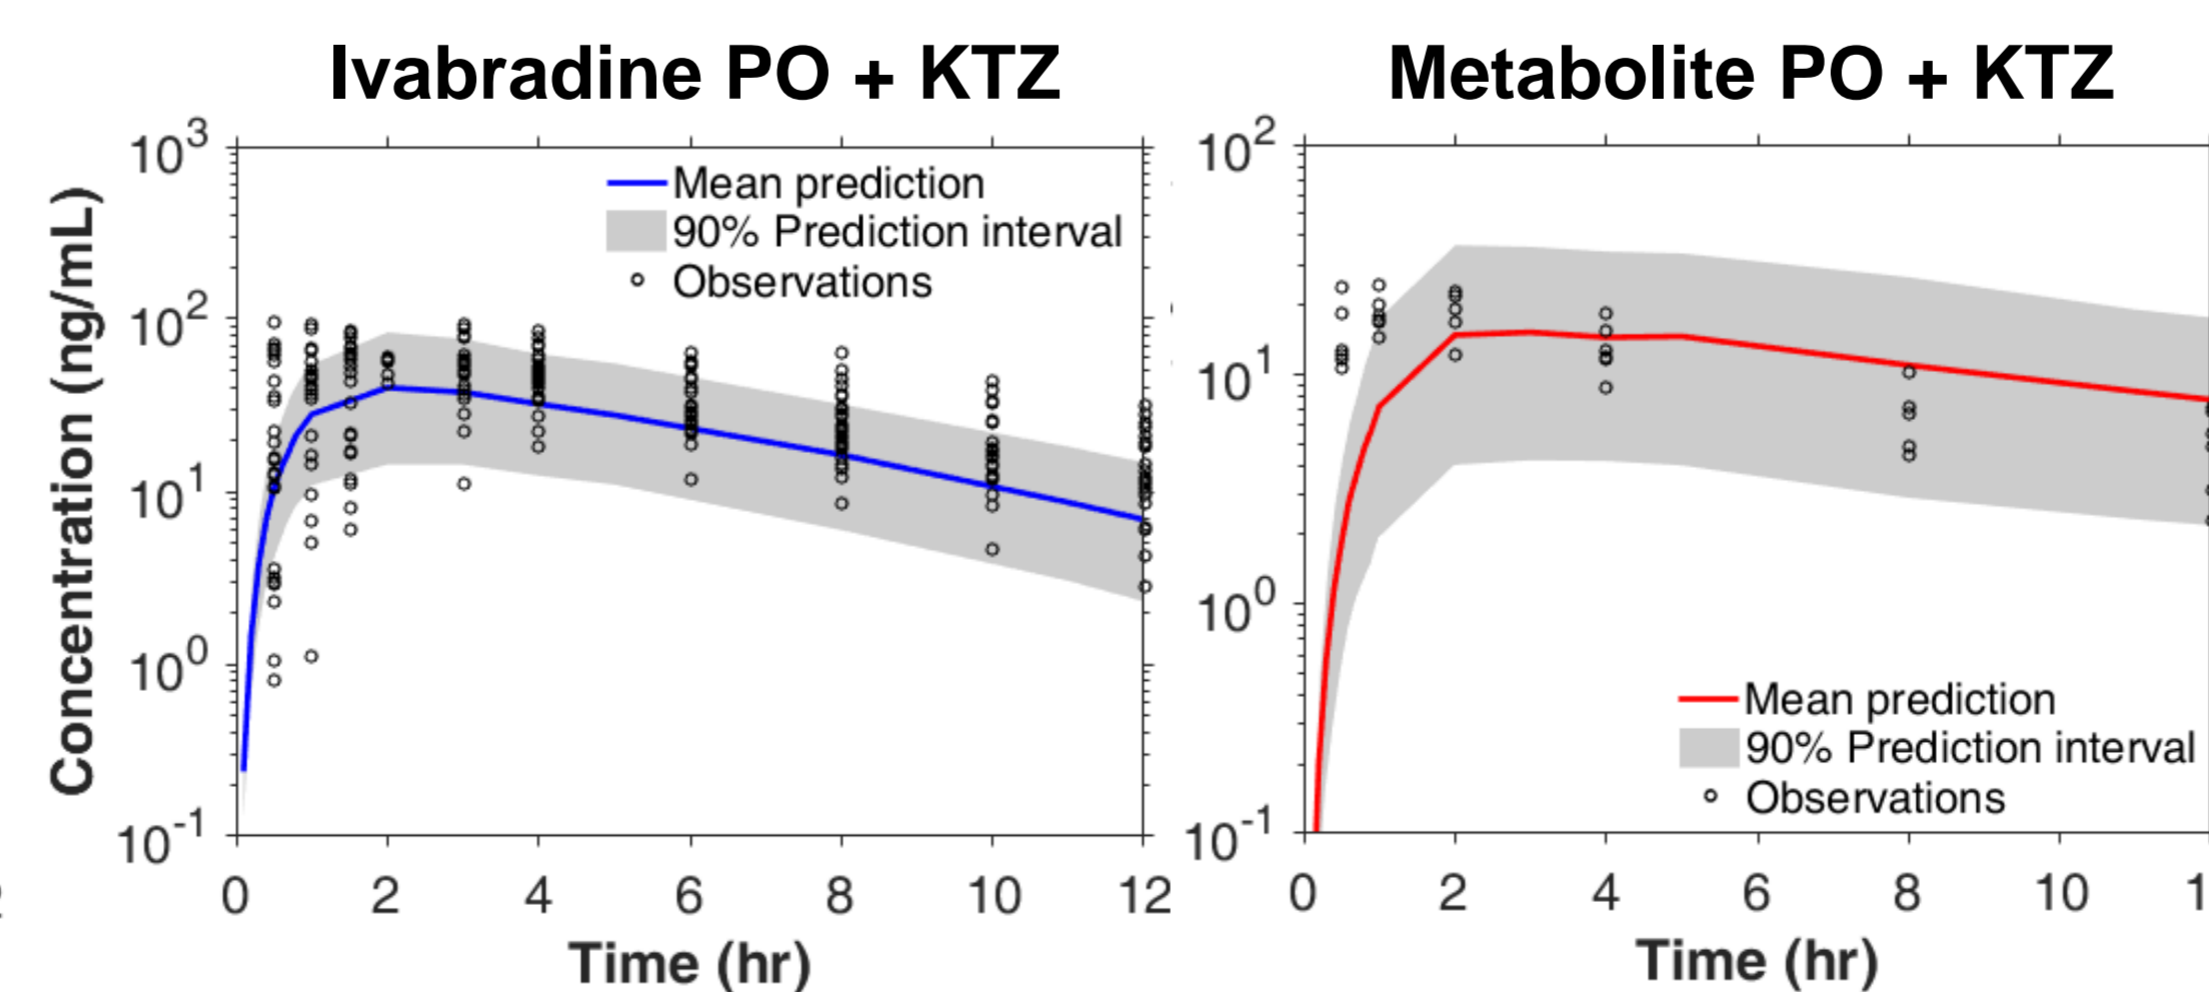 Ivabradine PO + KTZ
Metabolite PO + KTZ
Concentration (ng/mL)
10^3
10^2
10^1
10^0
10^-1
Mean prediction
90% Prediction interval
Observations
0 2 4 6 8 10 12
Time (hr)
10^2
10^1
10^0
10^-1
Mean prediction
90% Prediction interval
Observations
0 2 4 6 8 10 1
Time (hr)